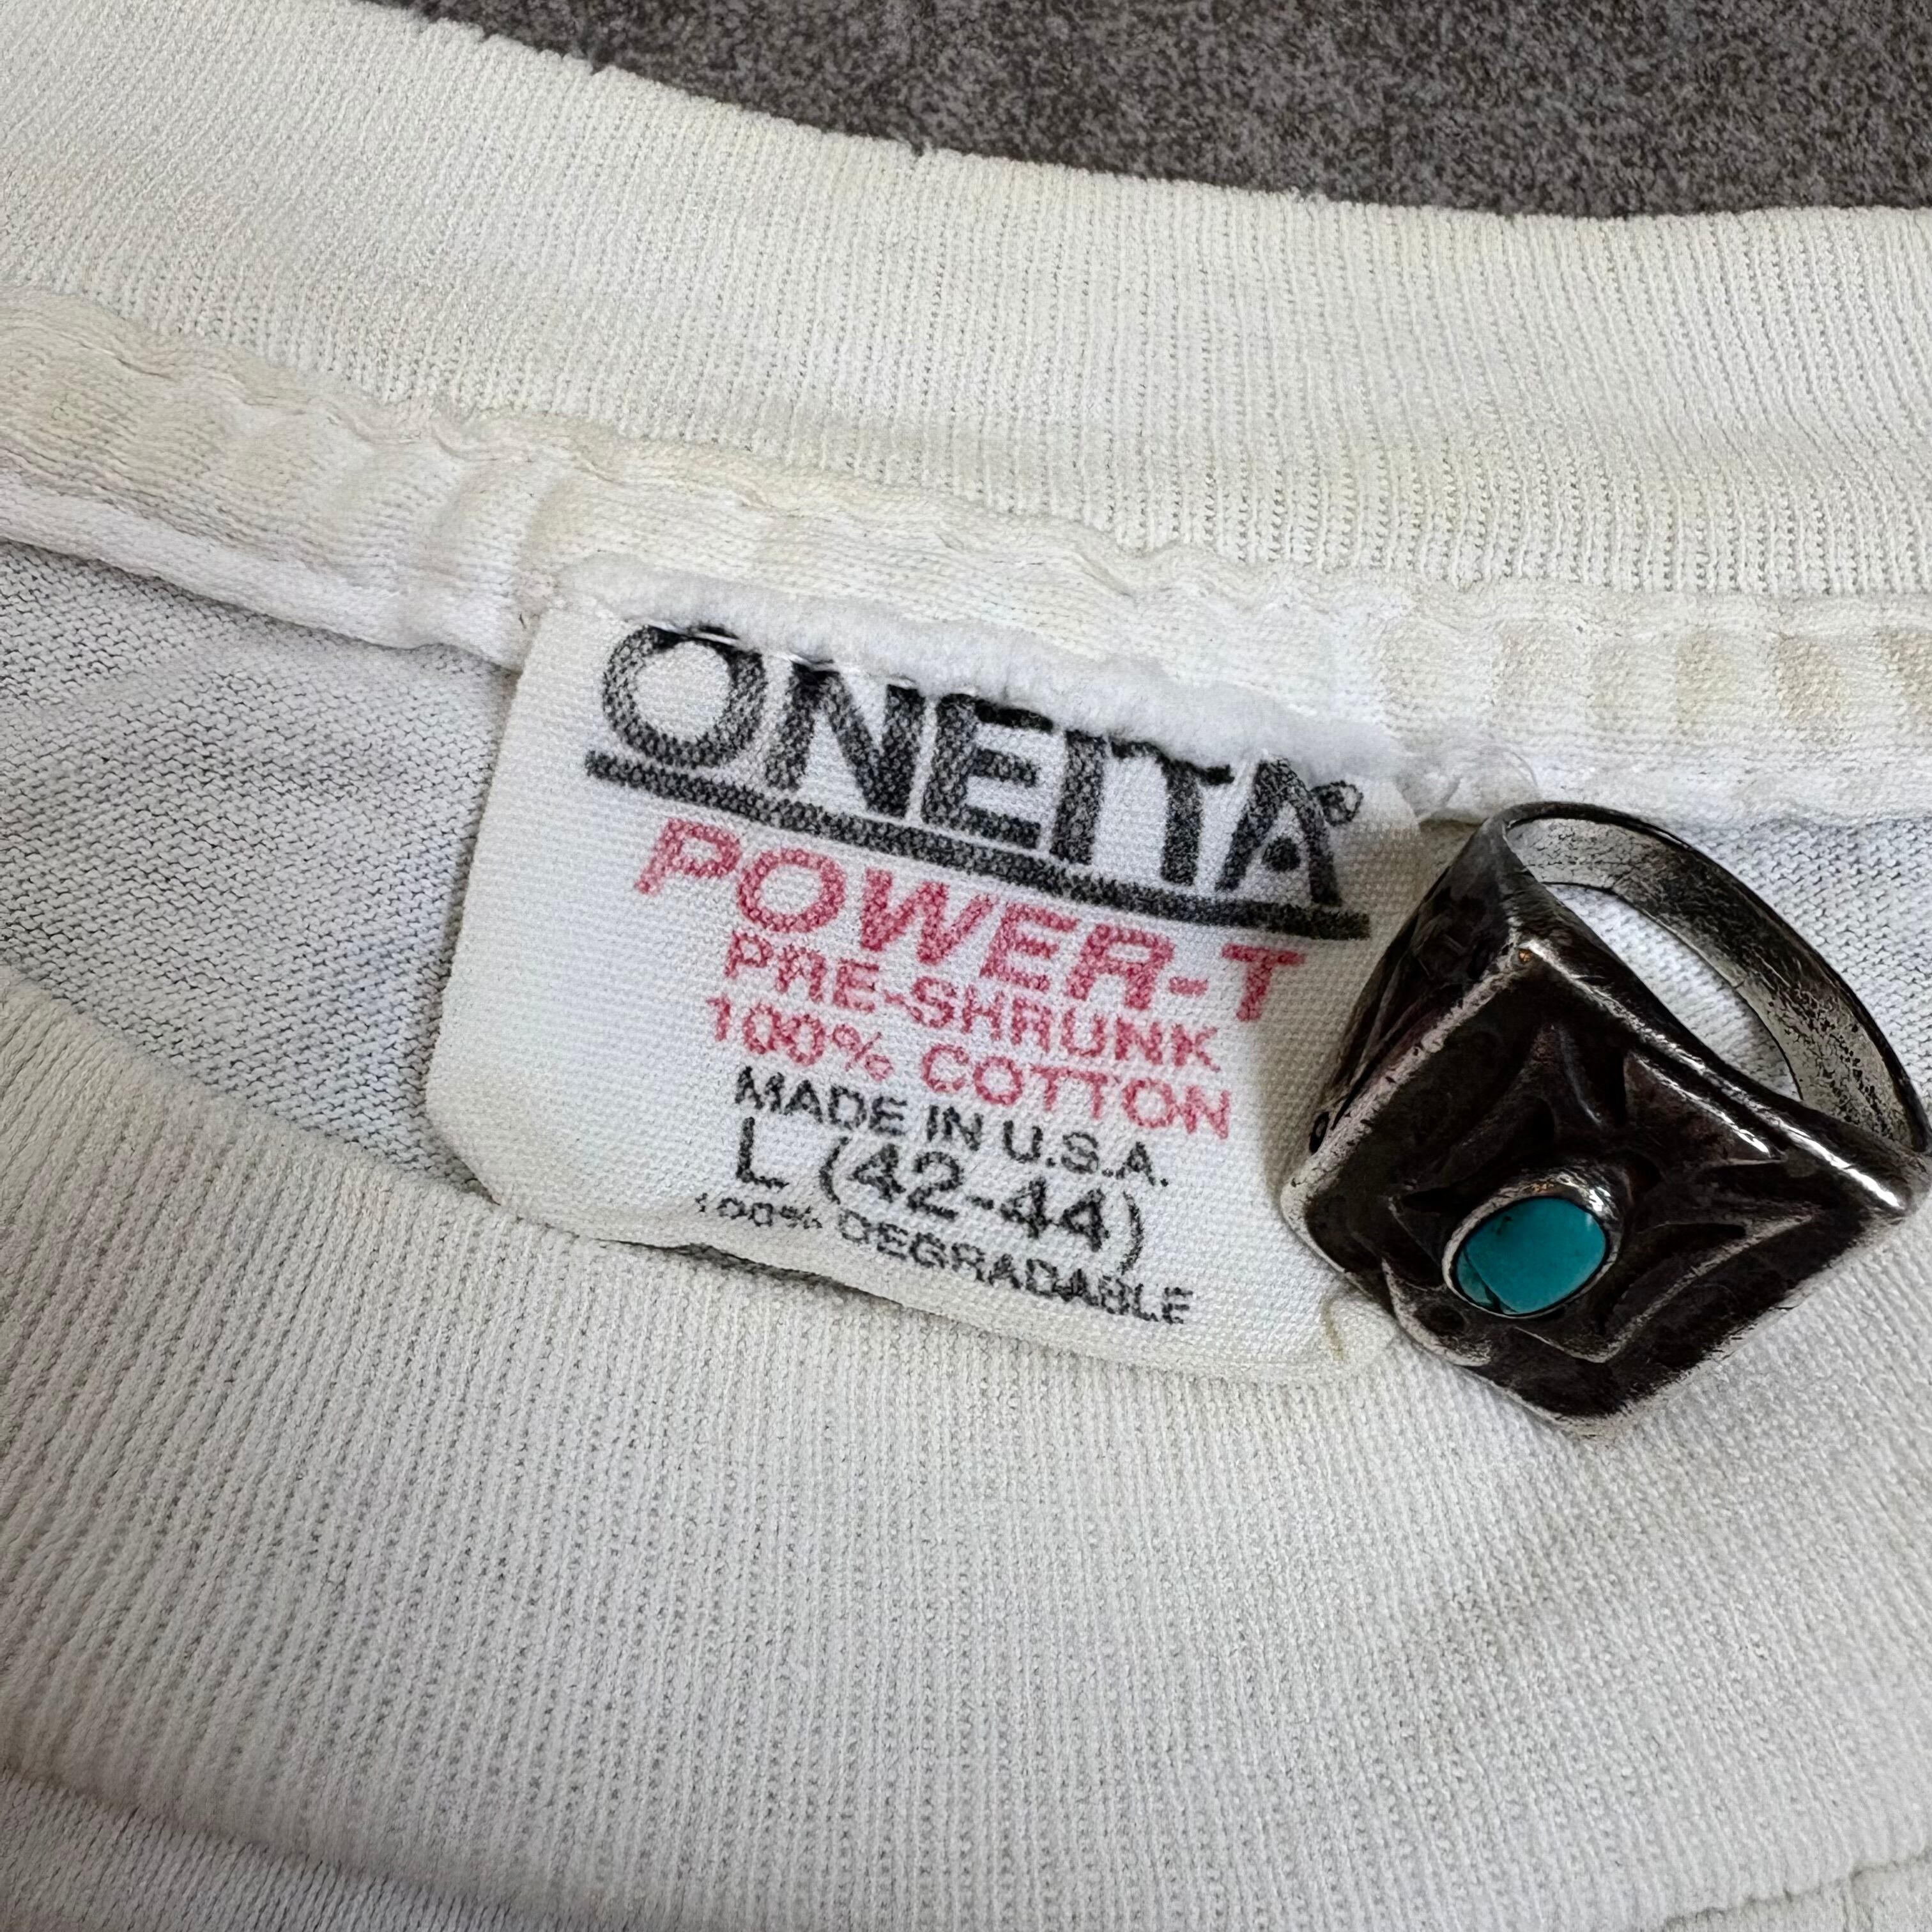 ONEITA®
POWER-T
PRE-SHRUNK
100% COTTON
MADE IN U.S.A.
L (42-44)
100% DEGRADABLE